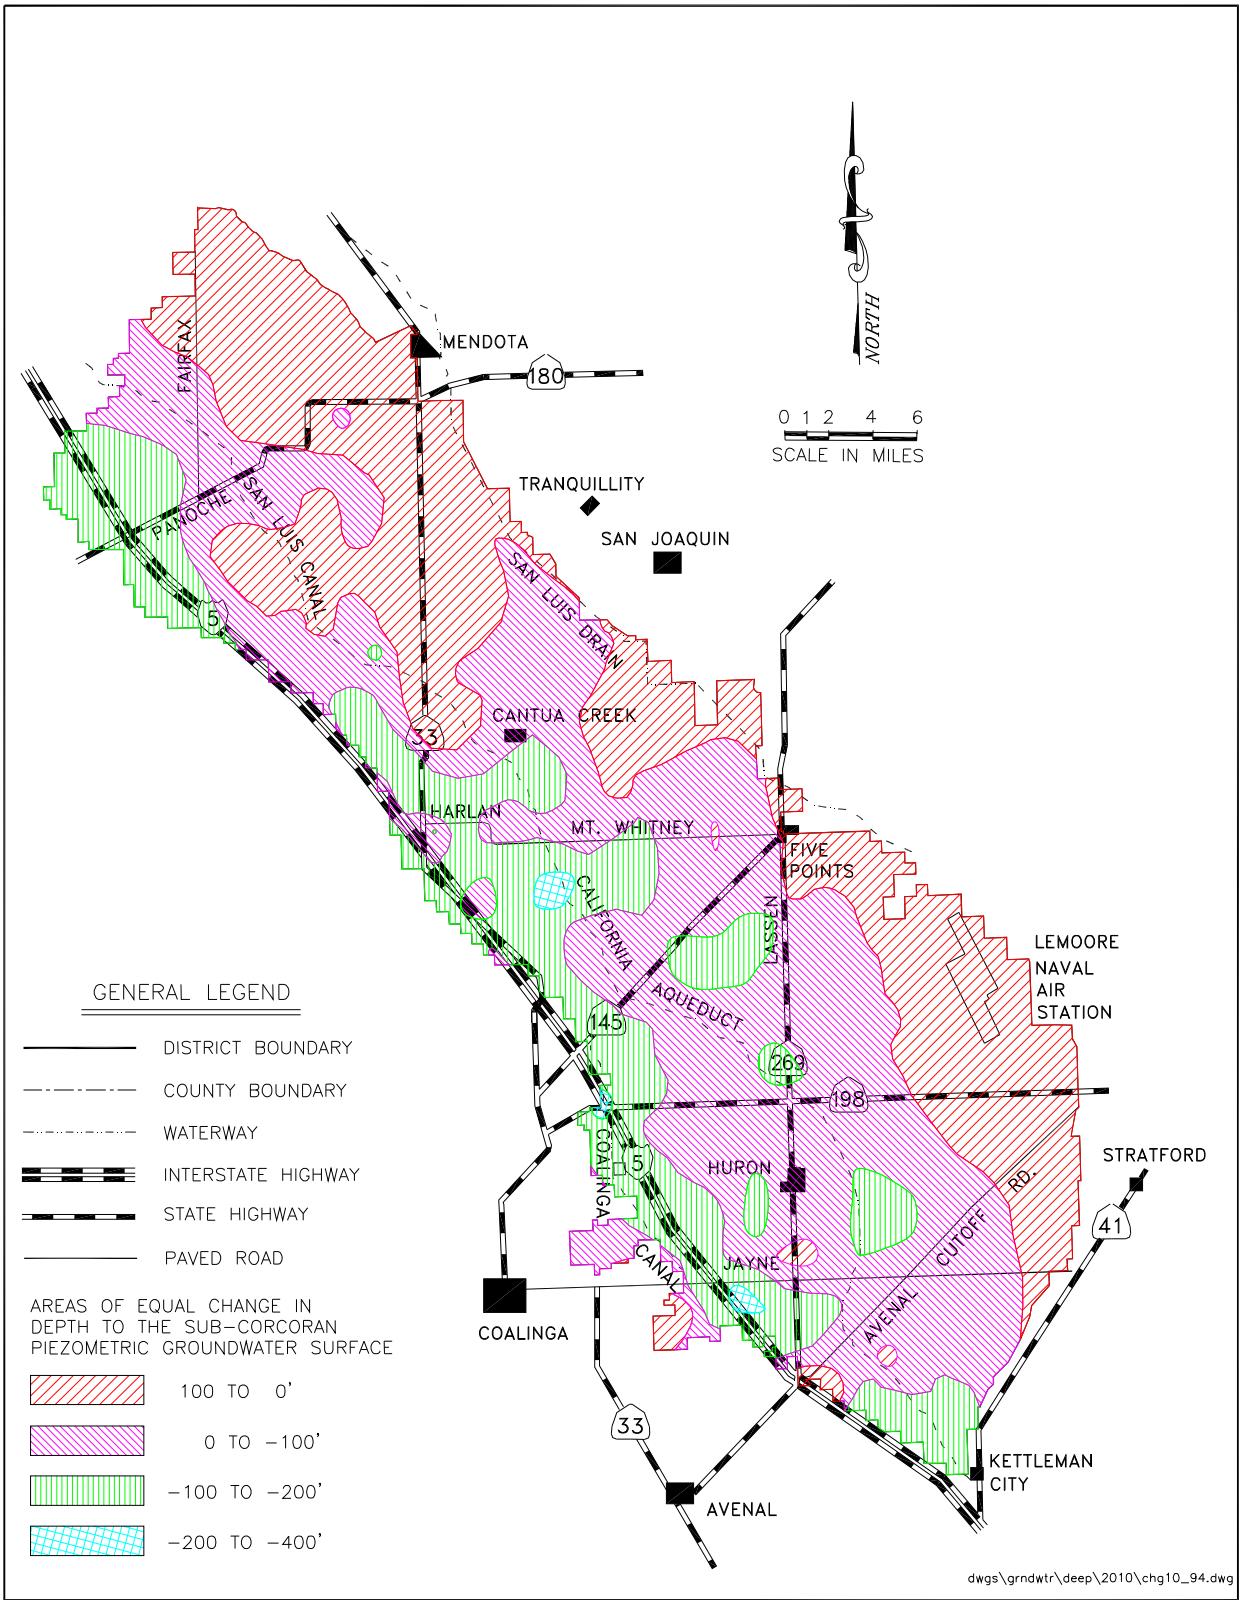 NORTH
MENDOTA
180
0 1 2 4 6
SCALE IN MILES
FAIRFAX
TRANQUILLITY
SAN JOAQUIN
PANOCHE
SAN LUIS CANAL
SAN LUIS DRAIN
5
CANTUA CREEK
33
HARLAN
MT. WHITNEY
FIVE
POINTS
CALIFORNIA
AQUEDUCT
LASSEN
LEMOORE
NAVAL
AIR
STATION
145
269
198
COALINGA
CANAL
5
HURON
STRATFORD
41
JAYNE
AVENAL CUTOFF RD.
COALINGA
33
AVENAL
KETTLEMAN
CITY
GENERAL LEGEND
DISTRICT BOUNDARY
COUNTY BOUNDARY
WATERWAY
INTERSTATE HIGHWAY
STATE HIGHWAY
PAVED ROAD
AREAS OF EQUAL CHANGE IN
DEPTH TO THE SUB-CORCORAN
PIEZOMETRIC GROUNDWATER SURFACE
100 TO 0'
0 TO -100'
-100 TO -200'
-200 TO -400'
dwgs\grndwtr\deep\2010\chg10_94.dwg